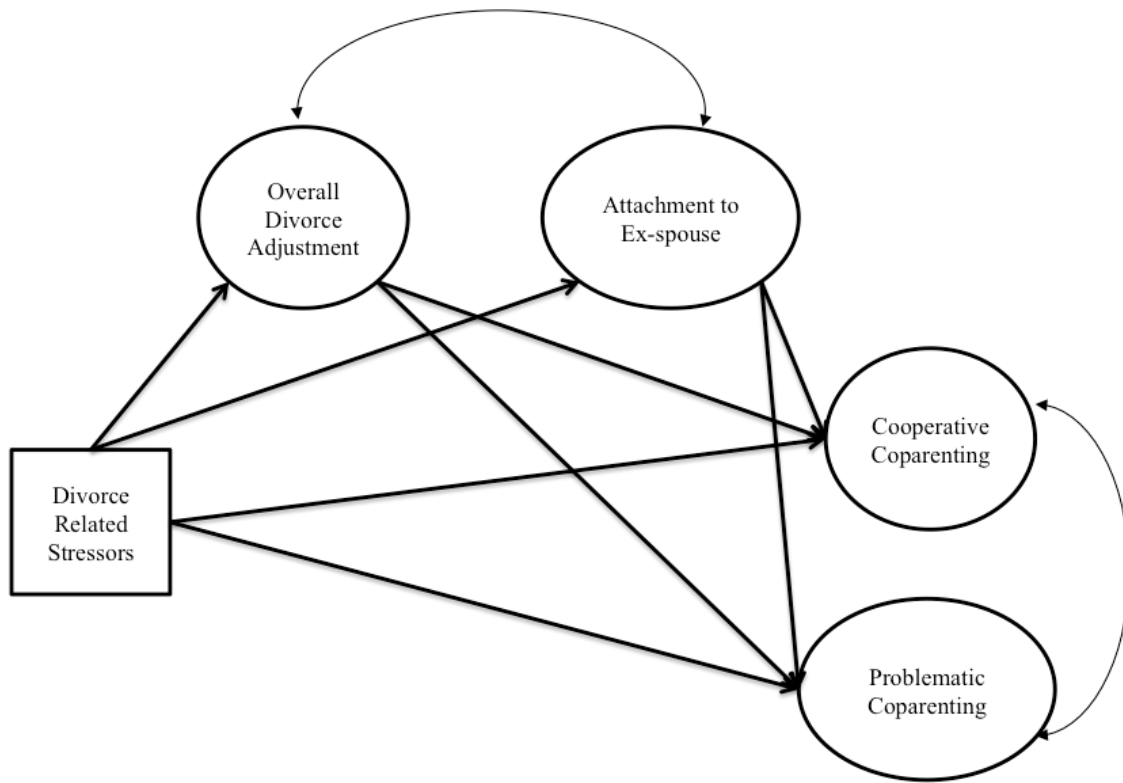 Overall
Divorce
Adjustment
Attachment to
Ex-spouse
Cooperative
Coparenting
Divorce
Related
Stressors
Problematic
Coparenting